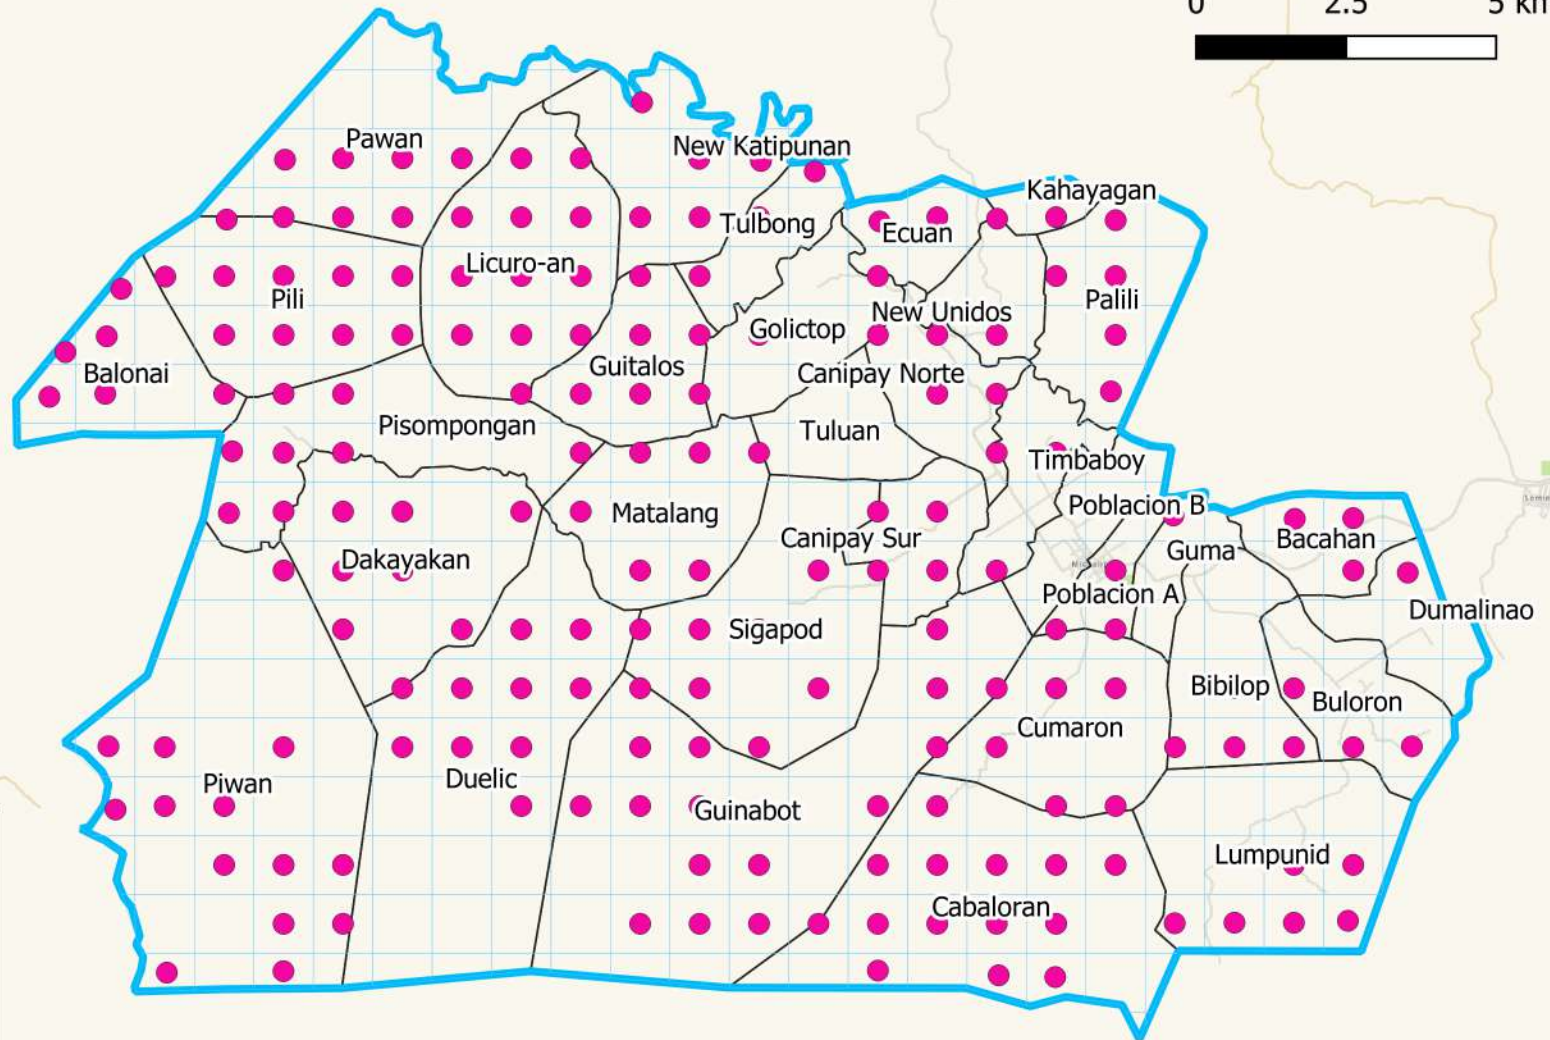 0 2.5 5 km
Pawan
New Katipunan
Kahayagan
Tulbong
Ecuan
Licuro-an
Pili
Palili
New Unidos
Golictop
Guitalos
Balonai
Canipay Norte
Pisompongan
Tuluan
Timbaboy
Poblacion B
Matalang
Canipay Sur
Bacahan
Guma
Dakayakan
Poblacion A
Dumalinao
Sigapod
Bibilop
Buloron
Cumaron
Duelic
Piwan
Guinabot
Lumpunid
Cabaloran